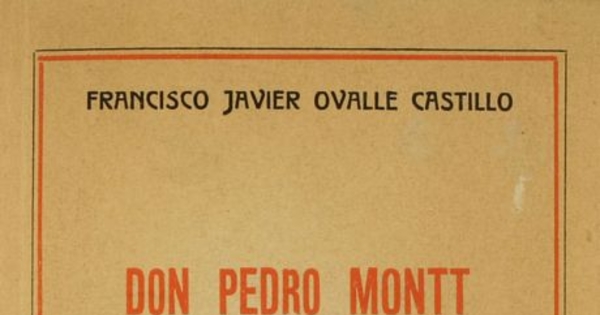 FRANCISCO JAVIER OVALLE CASTILLO
DON PEDRO MONTT